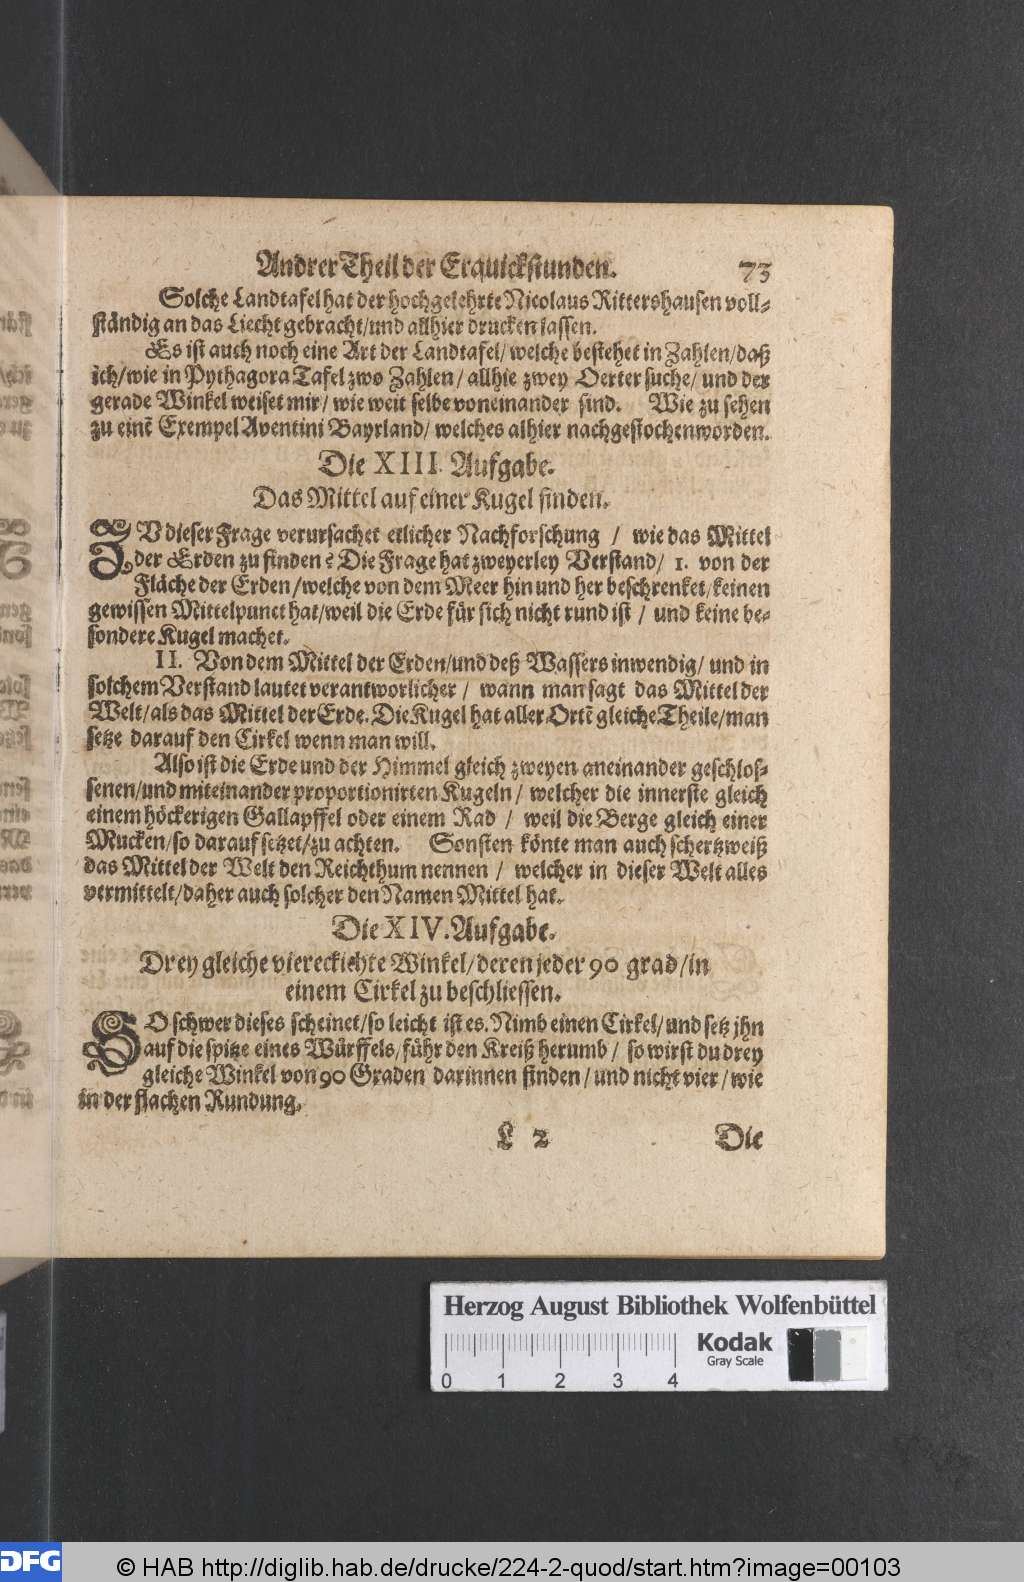 Andrer Theil der Erquickstunden. 73
Solche Landtafel hat der hochgelehrte Nicolaus Rittershausen voll-
ständig an das Liecht gebracht/und allhier drucken lassen.
Es ist auch noch eine Art der Landtafel/welche bestehet in Zahlen/daß
ich/wie in Pythagora Tafel zwo Zahlen/allhie zwey Oerter suche/und der
gerade Winkel weiset mir/wie weit selbe voneinander sind. Wie zu sehen
zu einẽ Exempel Aventini Bayrland/welches alhier nachgestochen worden.
Die XIII. Aufgabe.
Das Mittel auf einer Kugel finden.
ZU dieser Frage verursachet etlicher Nachforschung / wie das Mittel
der Erden zu finden? Die Frage hat zweyerley Verstand/ 1. von der
Fläche der Erden/welche von dem Meer hin und her beschrenket/keinen
gewissen Mittelpunct hat/weil die Erde für sich nicht rund ist / und keine be-
sondere Kugel machet.
II. Von dem Mittel der Erden/und deß Wassers inwendig/ und in
solchem Verstand lautet verantworlicher / wann man sagt das Mittel der
Welt/als das Mittel der Erde. Die Kugel hat aller Ortẽ gleiche Theile/man
setze darauf den Cirkel wenn man will.
Also ist die Erde und der Himmel gleich zweyen aneinander geschlos-
senen/und miteinander proportionirten Kugeln/ welcher die innerste gleich
einem höckerigen Gallapffel oder einem Rad / weil die Berge gleich einer
Mucken/so darauf setzet/zu achten. Sonsten könte man auch schertzweiß
das Mittel der Welt den Reichthum nennen / welcher in dieser Welt alles
vermittelt/daher auch solcher den Namen Mittel hat.
Die XIV. Aufgabe.
Drey gleiche viereckichte Winkel/deren jeder 90 grad/in
einem Cirkel zu beschliessen.
SO schwer dieses scheinet/so leicht ist es. Nimb einen Cirkel/und setz jhn
auf die spitze eines Würffels/führ den Kreiß herumb / so wirst du drey
gleiche Winkel von 90 Graden darinnen finden/und nicht vier/wie
in der flachen Rundung.
L 2 Die
Herzog August Bibliothek Wolfenbüttel
Kodak
Gray Scale
0 1 2 3 4
DFG © HAB http://diglib.hab.de/drucke/224-2-quod/start.htm?image=00103